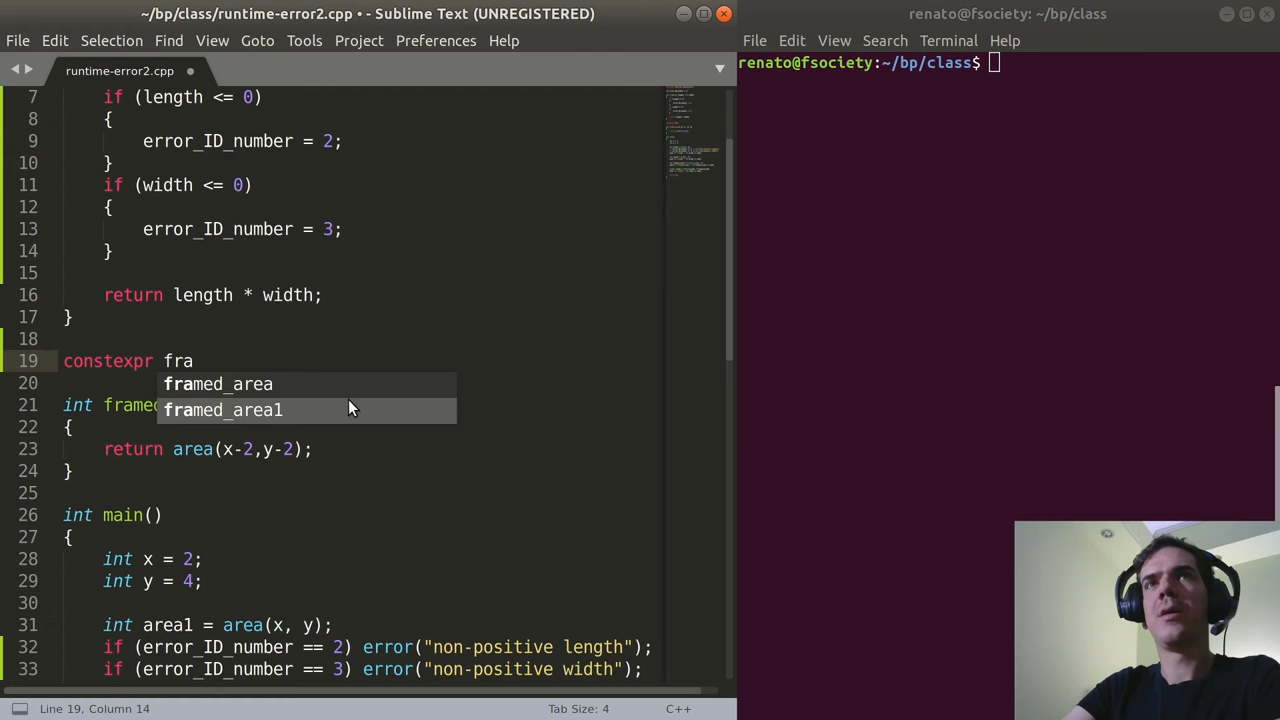 ~/bp/class/runtime-error2.cpp • - Sublime Text (UNREGISTERED)
File Edit Selection Find View Goto Tools Project Preferences Help
runtime-error2.cpp
7 if (length <= 0)
8 {
9 error_ID_number = 2;
10 }
11 if (width <= 0)
12 {
13 error_ID_number = 3;
14 }
15
16 return length * width;
17 }
18
19 constexpr fra
framed_area
framed_area1
20
21 int framed
22 {
23 return area(x-2,y-2);
24 }
25
26 int main()
27 {
28 int x = 2;
29 int y = 4;
30
31 int area1 = area(x, y);
32 if (error_ID_number == 2) error("non-positive length");
33 if (error_ID_number == 3) error("non-positive width");
Line 19, Column 14 Tab Size: 4 C++
renato@fsociety: ~/bp/class
File Edit View Search Terminal Help
renato@fsociety:~/bp/class$